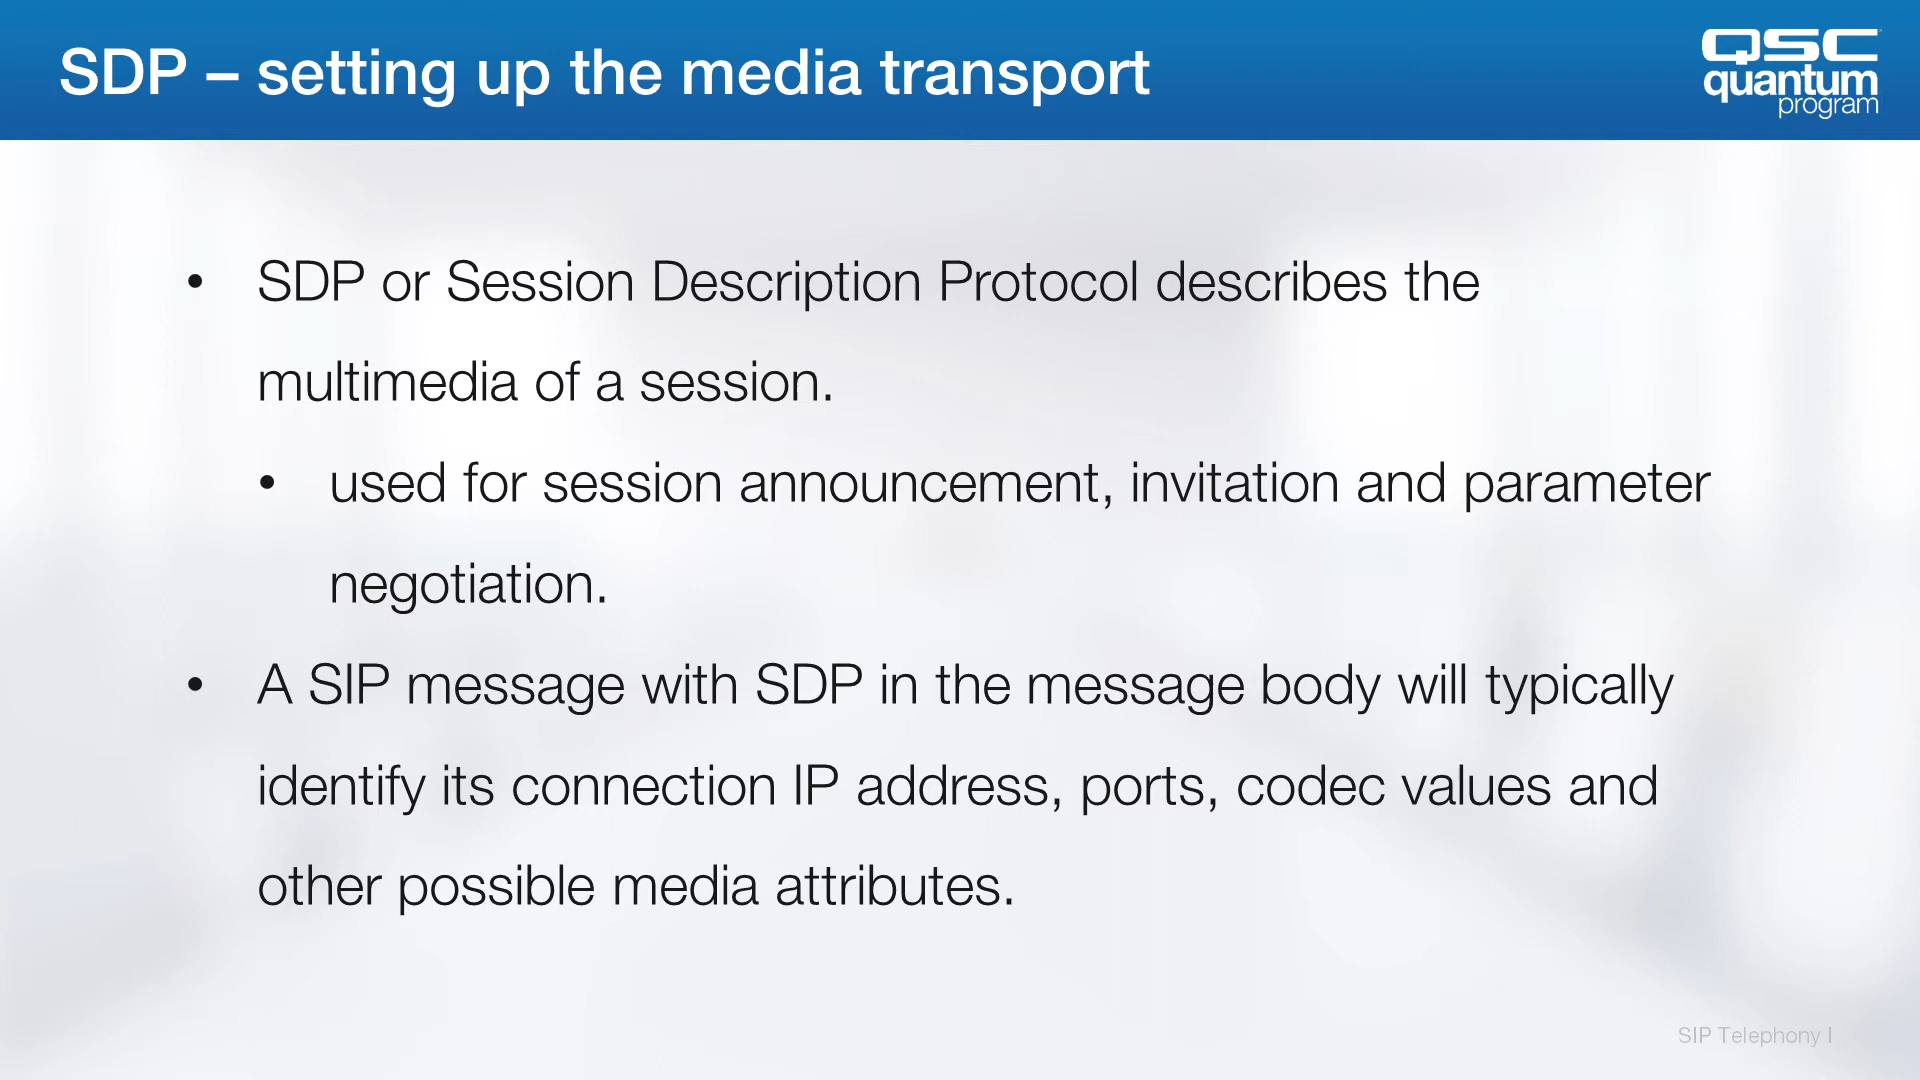 SDP – setting up the media transport
QSC
quantum
program
• SDP or Session Description Protocol describes the
multimedia of a session.
• used for session announcement, invitation and parameter
negotiation.
• A SIP message with SDP in the message body will typically
identify its connection IP address, ports, codec values and
other possible media attributes.
SIP Telephony I